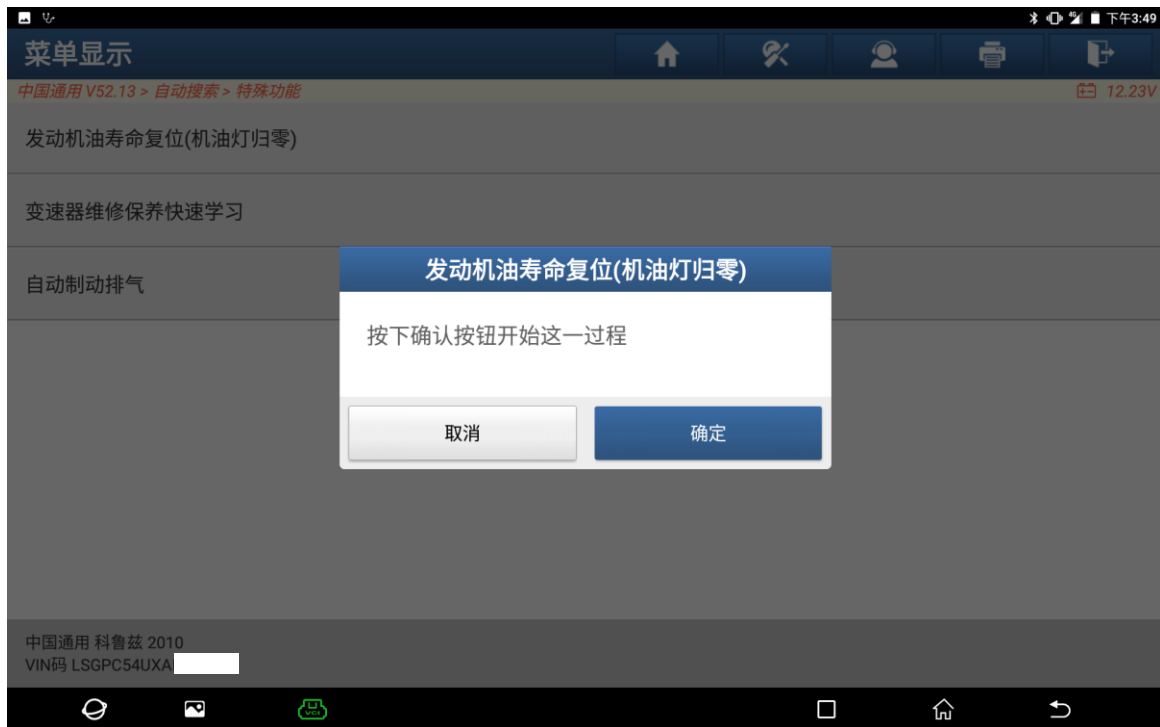 下午3:49
菜单显示
中国通用 V52.13 > 自动搜索 > 特殊功能
12.23V
发动机油寿命复位(机油灯归零)
变速器维修保养快速学习
自动制动排气
发动机油寿命复位(机油灯归零)
按下确认按钮开始这一过程
取消
确定
中国通用 科鲁兹 2010
VIN码 LSGPC54UXA
VCI